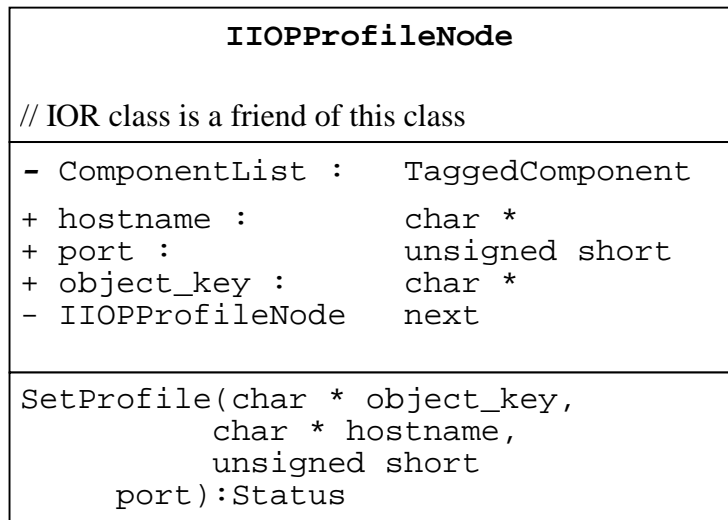 IIOPProfileNode
// IOR class is a friend of this class
- ComponentList : TaggedComponent
+ hostname : char *
+ port : unsigned short
+ object_key : char *
- IIOPProfileNode next
SetProfile(char * object_key,
char * hostname,
unsigned short
port):Status